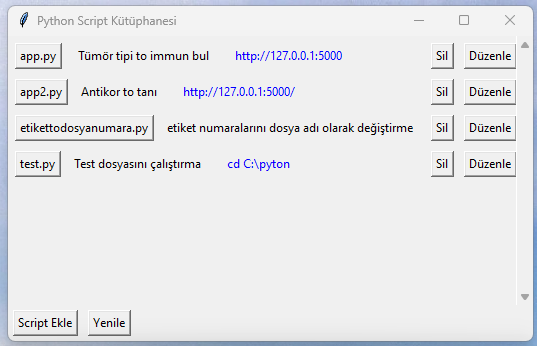 Python Script Kütüphanesi
app.py Tümör tipi to immun bul http://127.0.0.1:5000 Sil Düzenle
app2.py Antikor to tanı http://127.0.0.1:5000/ Sil Düzenle
etikettodosyanumara.py etiket numaralarını dosya adı olarak değiştirme Sil Düzenle
test.py Test dosyasını çalıştırma cd C:\pyton Sil Düzenle
Script Ekle Yenile